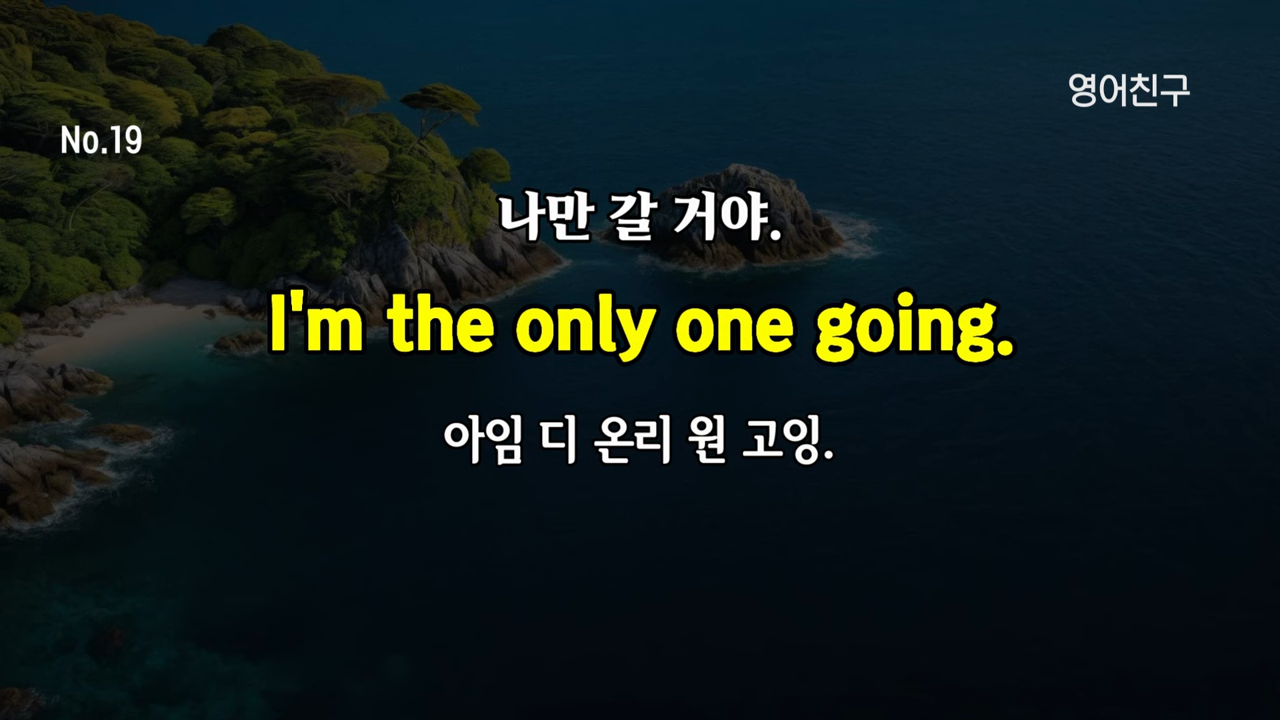 영어친구
No.19
나만 갈 거야.
I'm the only one going.
아임 디 온리 원 고잉.